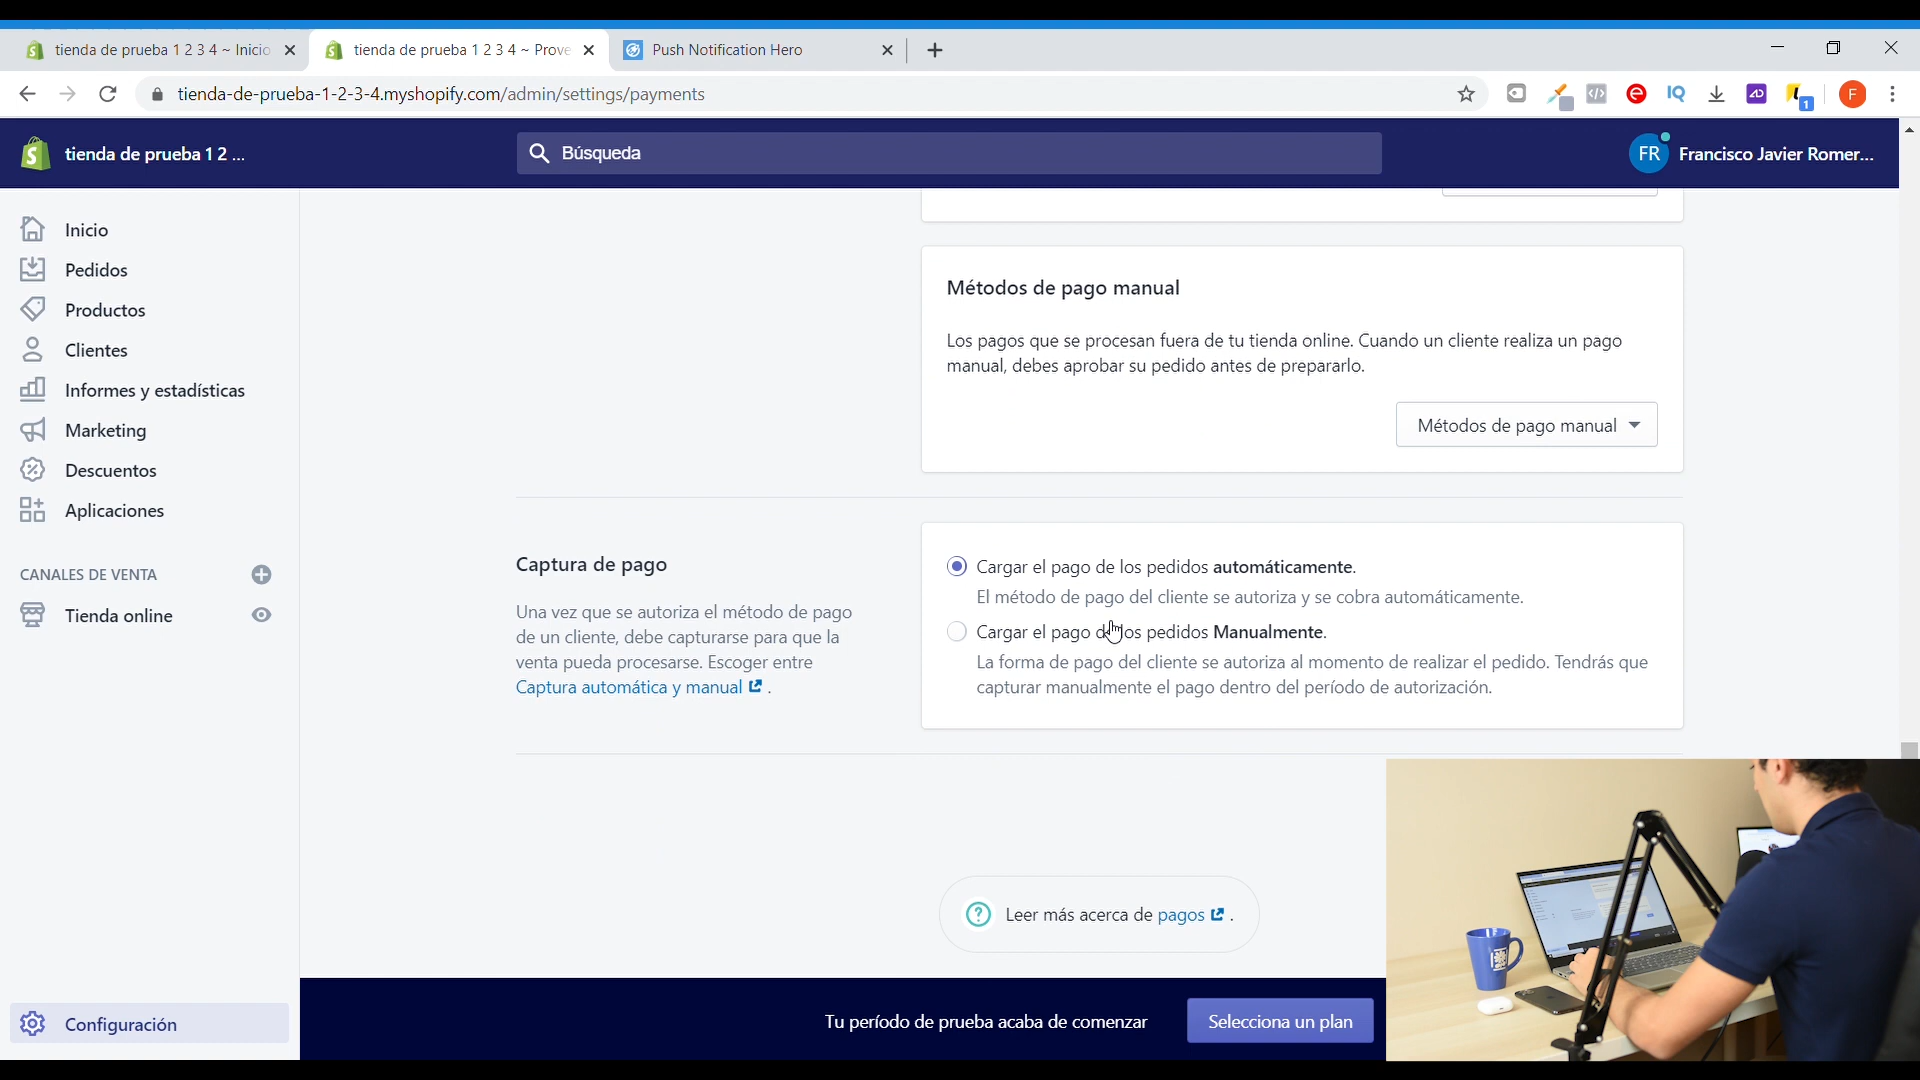 tienda de prueba 1 2 3 4 ~ Inicio
tienda de prueba 1 2 3 4 ~ Prove
Push Notification Hero
tienda-de-prueba-1-2-3-4.myshopify.com/admin/settings/payments
F
1
tienda de prueba 1 2 ...
Búsqueda
FR
Francisco Javier Romer...
Inicio
Pedidos
Productos
Clientes
Informes y estadísticas
Marketing
Descuentos
Aplicaciones
CANALES DE VENTA
Tienda online
Configuración
Métodos de pago manual
Los pagos que se procesan fuera de tu tienda online. Cuando un cliente realiza un pago
manual, debes aprobar su pedido antes de prepararlo.
Métodos de pago manual
Captura de pago
Una vez que se autoriza el método de pago
de un cliente, debe capturarse para que la
venta pueda procesarse. Escoger entre
Captura automática y manual .
Cargar el pago de los pedidos automáticamente.
El método de pago del cliente se autoriza y se cobra automáticamente.
Cargar el pago de los pedidos Manualmente.
La forma de pago del cliente se autoriza al momento de realizar el pedido. Tendrás que
capturar manualmente el pago dentro del período de autorización.
Leer más acerca de pagos .
Tu período de prueba acaba de comenzar
Selecciona un plan